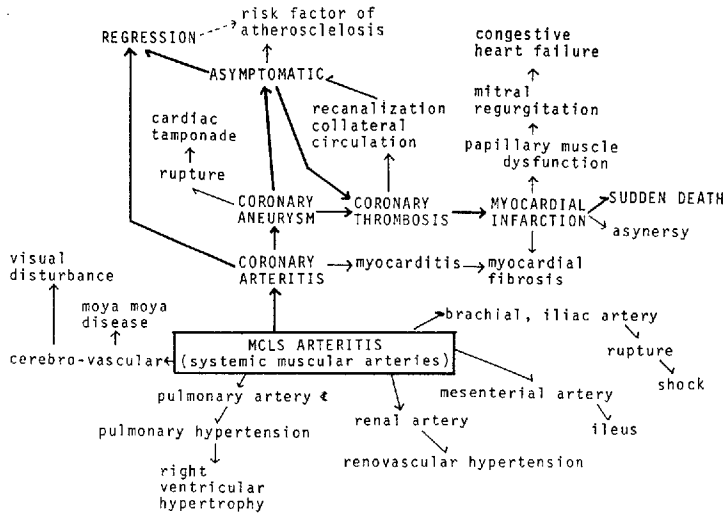 risk factor of
atherosclelosis
REGRESSION
ASYMPTOMATIC
congestive
heart failure
mitral
regurgitation
papillary muscle
dysfunction
recanalization
collateral
circulation
cardiac
tamponade
rupture
CORONARY
ANEURYSM
CORONARY
THROMBOSIS
MYOCARDIAL
INFARCTION
SUDDEN DEATH
asynersy
CORONARY
ARTERITIS
myocarditis
myocardial
fibrosis
visual
disturbance
moya moya
disease
cerebro-vascular
MCLS ARTERITIS
(systemic muscular arteries)
brachial, iliac artery
rupture
shock
pulmonary artery
pulmonary hypertension
right
ventricular
hypertrophy
renal artery
renovascular hypertension
mesenterial artery
ileus